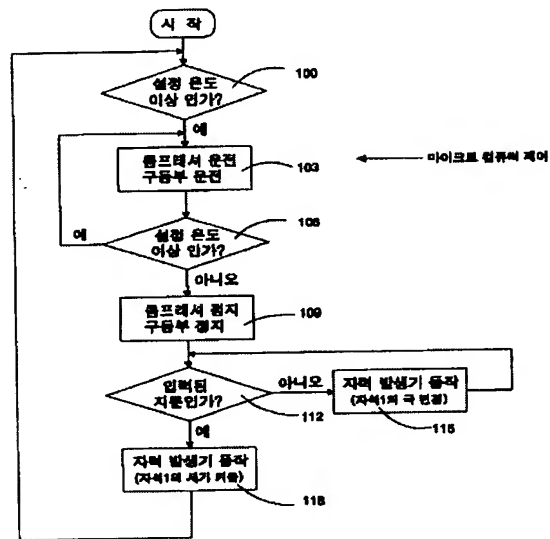 시 작
설정 온도
이상 인가?
100
예
콤프레셔 운전
구동부 운전
103
마이크로 컴퓨터 제어
예
설정 온도
이상 인가?
106
아니오
콤프레셔 정지
구동부 정지
109
입력된
지문인가?
112
아니오
자력 발생기 동작
(자석1의 극 변경)
115
예
자력 발생기 동작
(자석1의 세기 커짐)
118